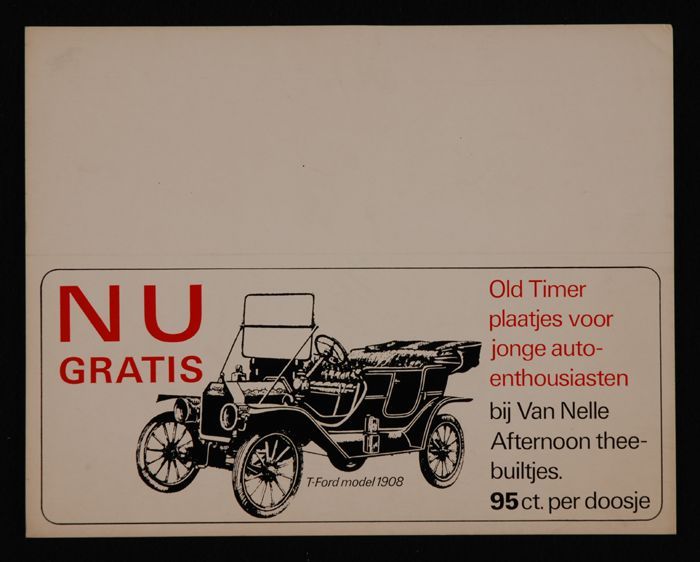 NU
GRATIS
T-Ford model 1908
Old Timer
plaatjes voor
jonge auto-
enthousiasten
bij Van Nelle
Afternoon thee-
builtjes.
95 ct. per doosje